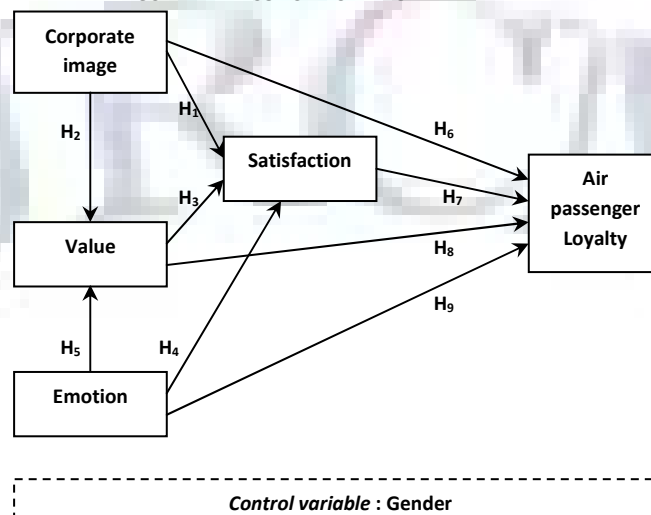 Corporate
image
H₁
H₂
H₆
Satisfaction
Air
passenger
Loyalty
H₇
H₃
Value
H₈
H₉
H₅
H₄
Emotion
Control variable : Gender